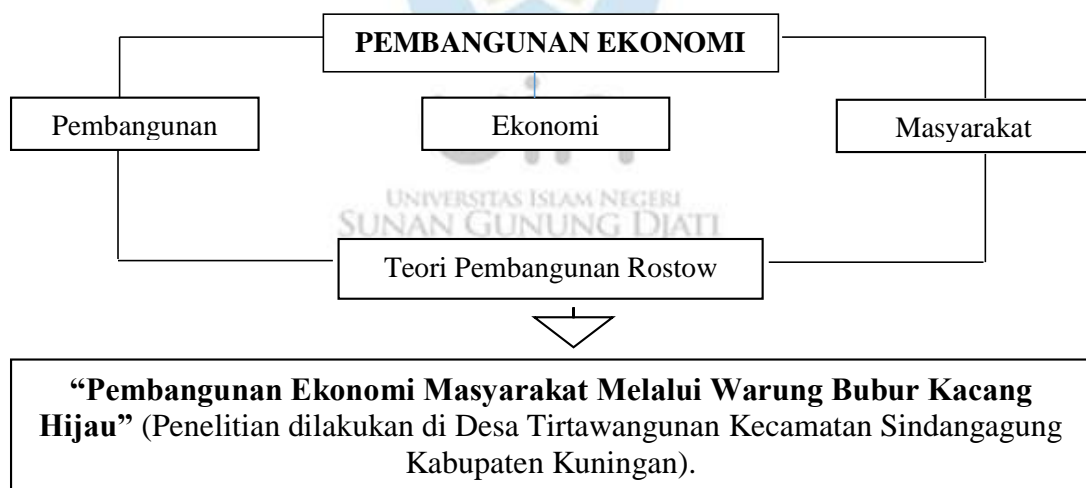 PEMBANGUNAN EKONOMI
Pembangunan
Ekonomi
Masyarakat
UNIVERSITAS ISLAM NEGERI
SUNAN GUNUNG DJATI
Teori Pembangunan Rostow
“Pembangunan Ekonomi Masyarakat Melalui Warung Bubur Kacang
Hijau” (Penelitian dilakukan di Desa Tirtawangunan Kecamatan Sindangagung
Kabupaten Kuningan).